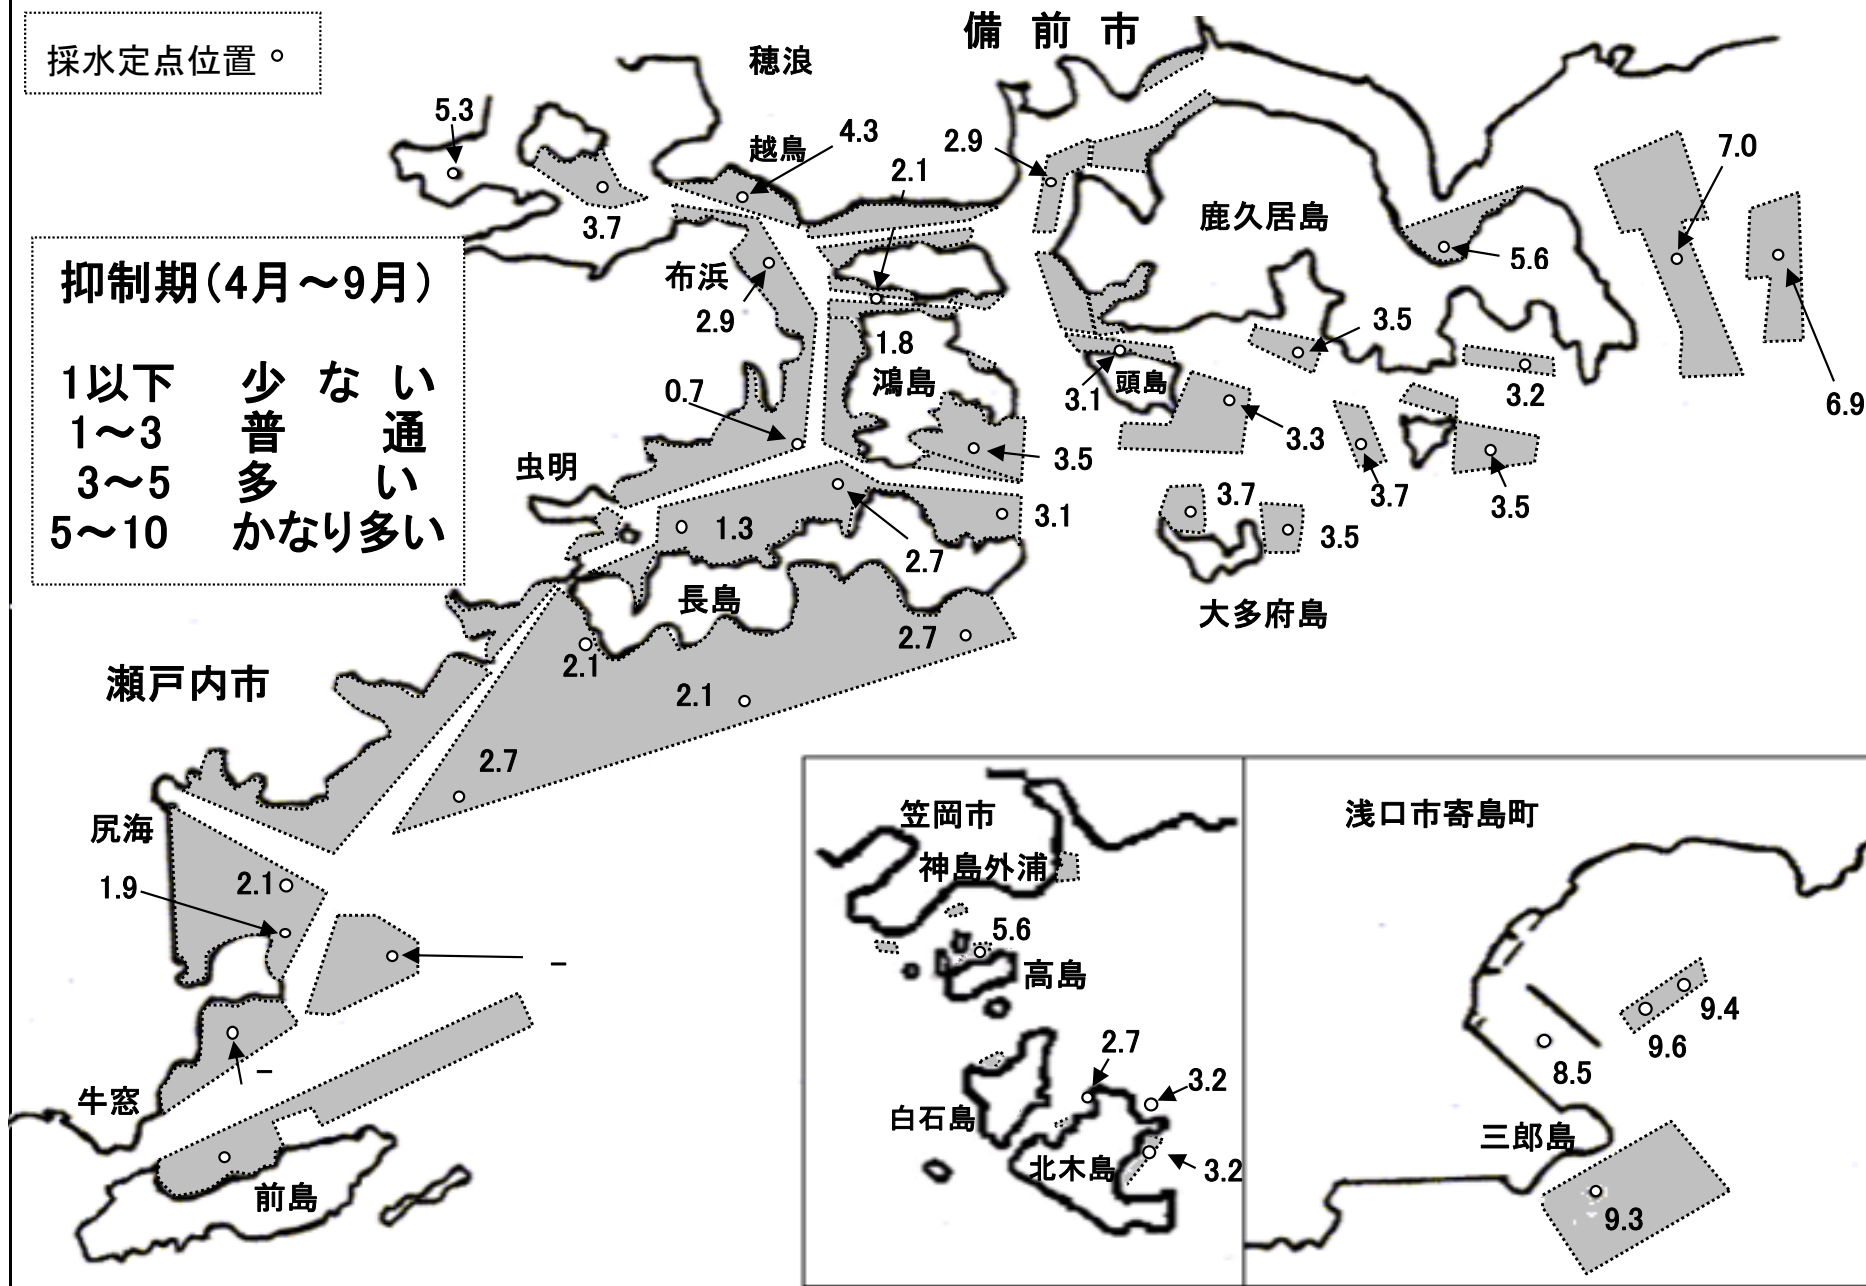 採水定点位置。
備前市
穂浪
5.3
越鳥
4.3
2.9
2.1
7.0
3.7
鹿久居島
5.6
抑制期(4月～9月)
1以下 少ない
1～3 普通
3～5 多い
5～10 かなり多い
布浜
2.9
1.8
鴻島
3.5
0.7
3.1
頭島
3.2
6.9
3.3
虫明
3.5
3.7
3.5
1.3
3.1
3.7
3.5
2.7
長島
大多府島
2.1
2.7
瀬戸内市
2.1
2.7
尻海
2.1
1.9
–
–
牛窓
前島
笠岡市
神島外浦
5.6
高島
2.7
3.2
白石島
北木島
3.2
浅口市寄島町
9.4
9.6
8.5
三郎島
9.3